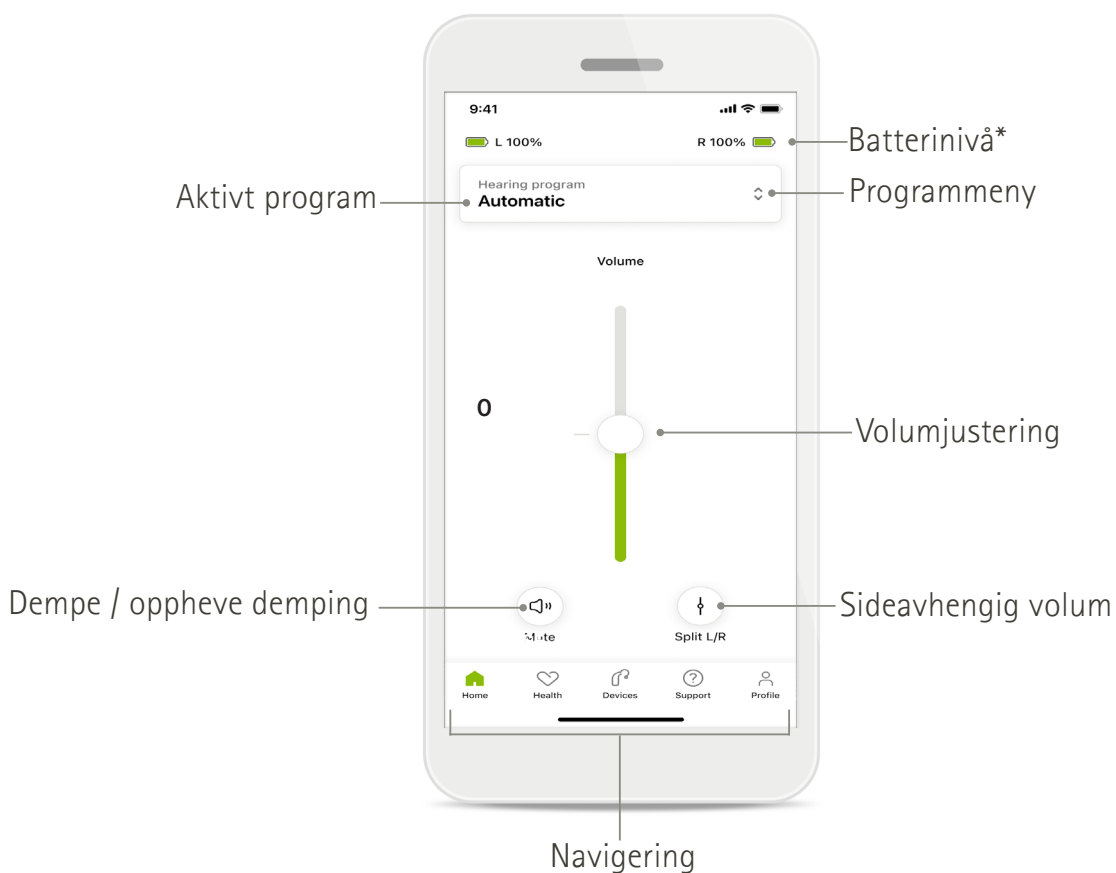 9:41
L 100%
R 100%
Batterinivå*
Aktivt program
Hearing program
Automatic
Programmeny
Volume
0
Volumjustering
Dempe / oppheve demping
Mute
Split L/R
Sideavhengig volum
Home
Health
Devices
Support
Profile
Navigering